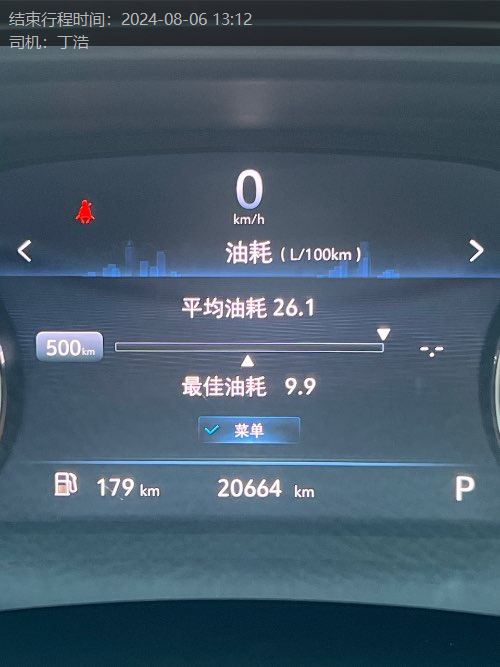 结束行程时间：2024-08-06 13:12
司机：丁浩
0
km/h
油耗 ( L/100km )
平均油耗 26.1
500km
--.-
最佳油耗 9.9
菜单
179 km 20664 km P